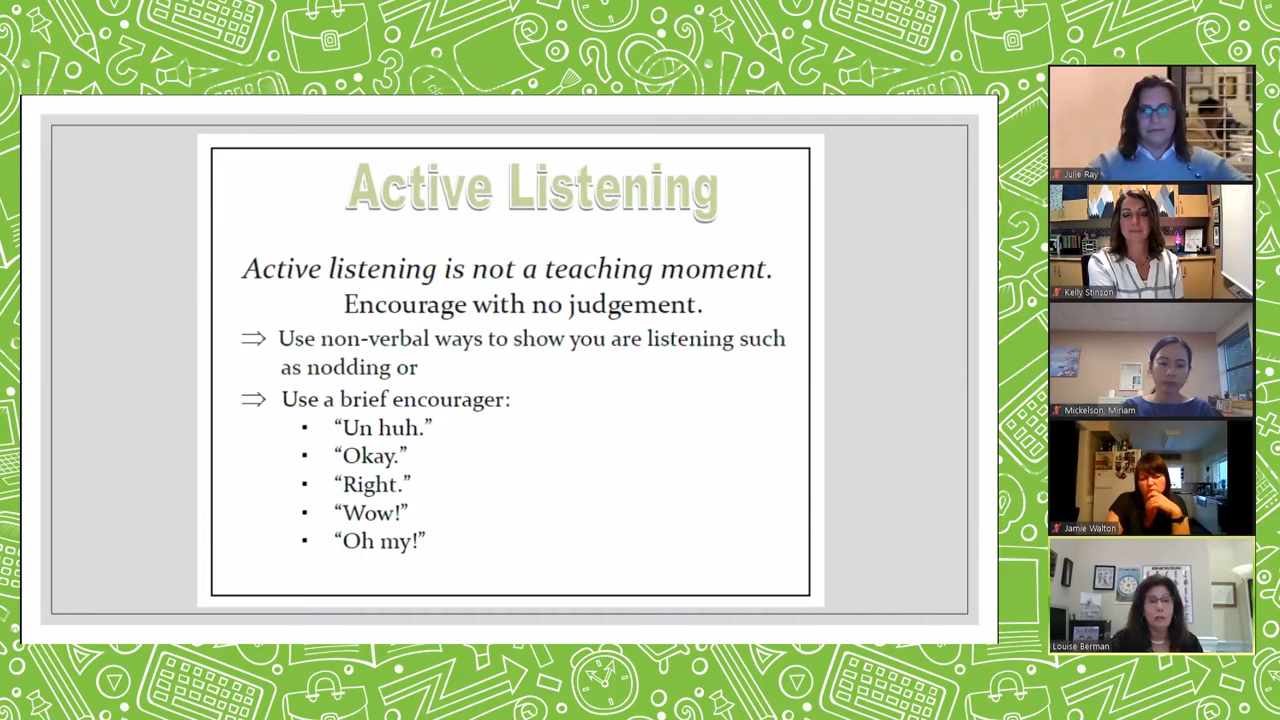 Active Listening
Active listening is not a teaching moment.
Encourage with no judgement.
⇒ Use non-verbal ways to show you are listening such
as nodding or
⇒ Use a brief encourager:
▪ “Un huh.”
▪ “Okay.”
▪ “Right.”
▪ “Wow!”
▪ “Oh my!”
Julie Ray
Kelly Stinson
Mickelson, Miriam
Jamie Walton
Louise Berman